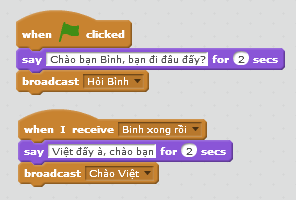 when clicked
say Chào bạn Bình, bạn đi đâu đấy? for 2 secs
broadcast Hỏi Bình
when I receive Bình xong rồi
say Việt đấy à, chào bạn for 2 secs
broadcast Chào Việt